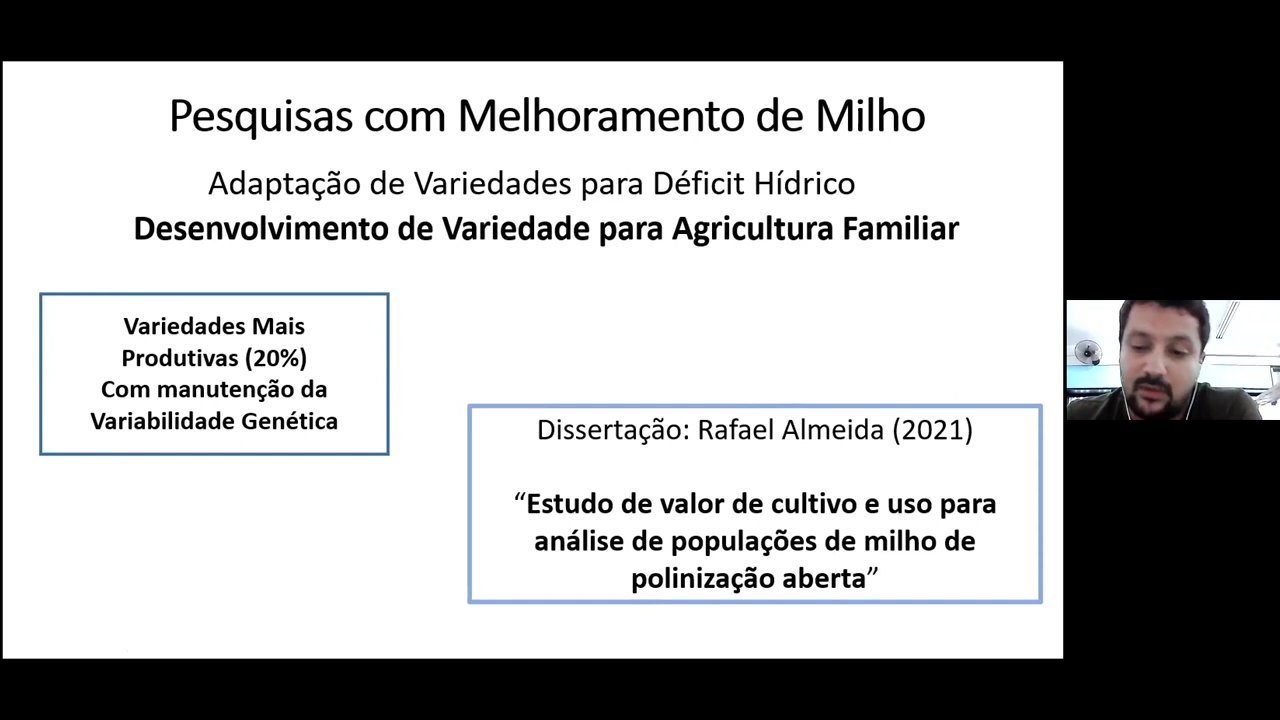 Pesquisas com Melhoramento de Milho
Adaptação de Variedades para Déficit Hídrico
Desenvolvimento de Variedade para Agricultura Familiar
Variedades Mais
Produtivas (20%)
Com manutenção da
Variabilidade Genética
Dissertação: Rafael Almeida (2021)
“Estudo de valor de cultivo e uso para
análise de populações de milho de
polinização aberta”